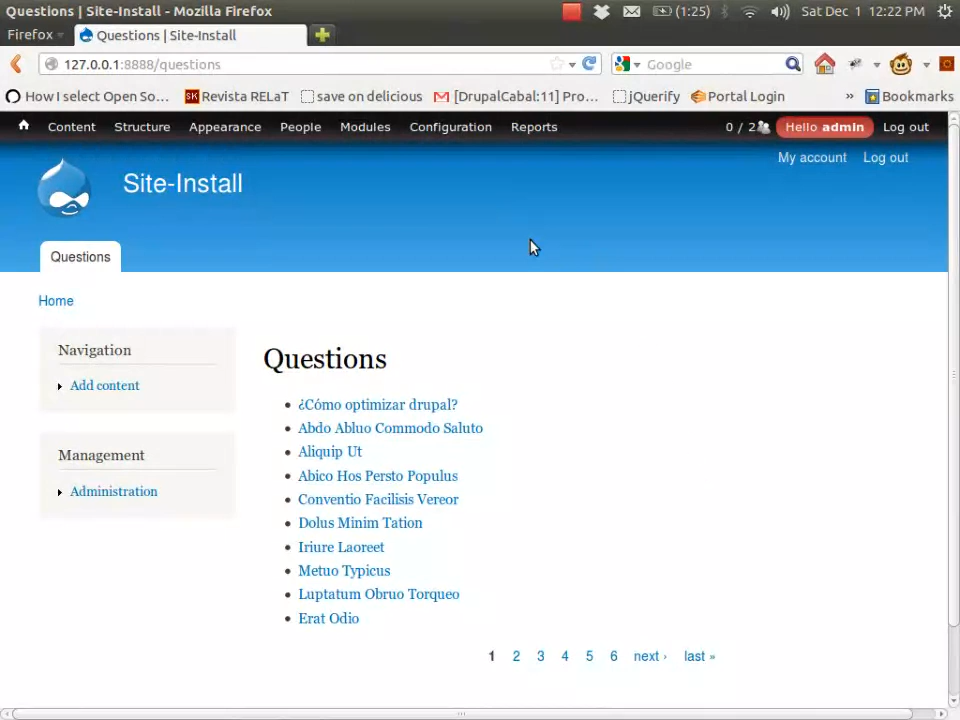 Questions | Site-Install - Mozilla Firefox
(1:25) Sat Dec 1 12:22 PM
Firefox Questions | Site-Install
127.0.0.1:8888/questions Google
How I select Open So... SK Revista RELaT save on delicious [DrupalCabal:11] Pro... jQuerify Portal Login » Bookmarks
Content Structure Appearance People Modules Configuration Reports 0 / 2 Hello admin Log out
My account Log out
Site-Install
Questions
Home
Navigation
Add content
Management
Administration
Questions
¿Cómo optimizar drupal?
Abdo Abluo Commodo Saluto
Aliquip Ut
Abico Hos Persto Populus
Conventio Facilisis Vereor
Dolus Minim Tation
Iriure Laoreet
Metuo Typicus
Luptatum Obruo Torqueo
Erat Odio
1 2 3 4 5 6 next › last »